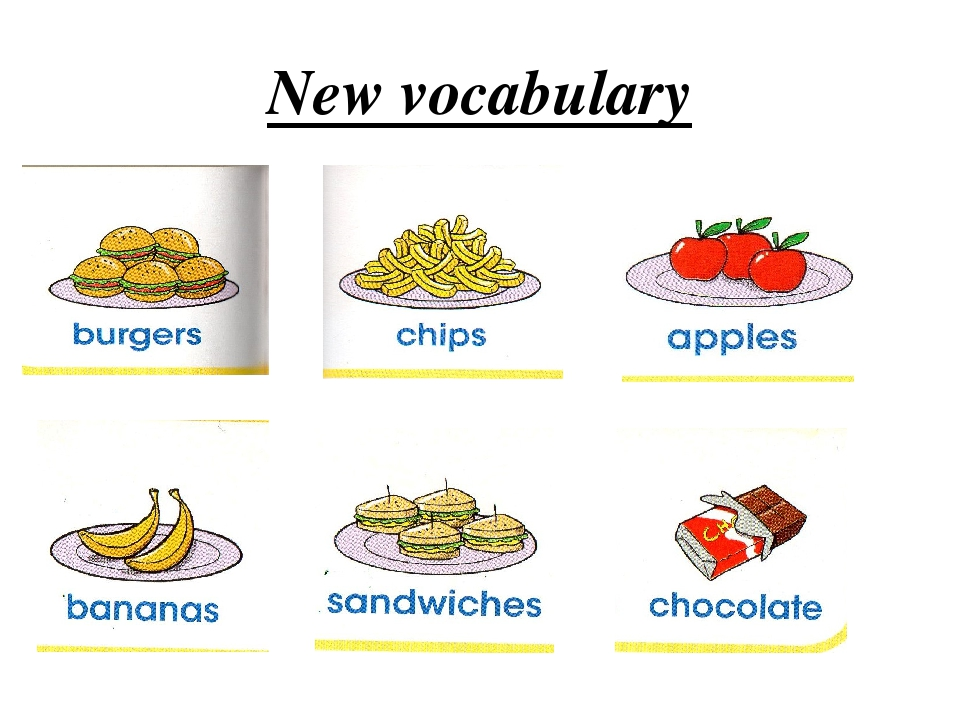 New vocabulary
burgers
chips
apples
bananas
sandwiches
chocolate